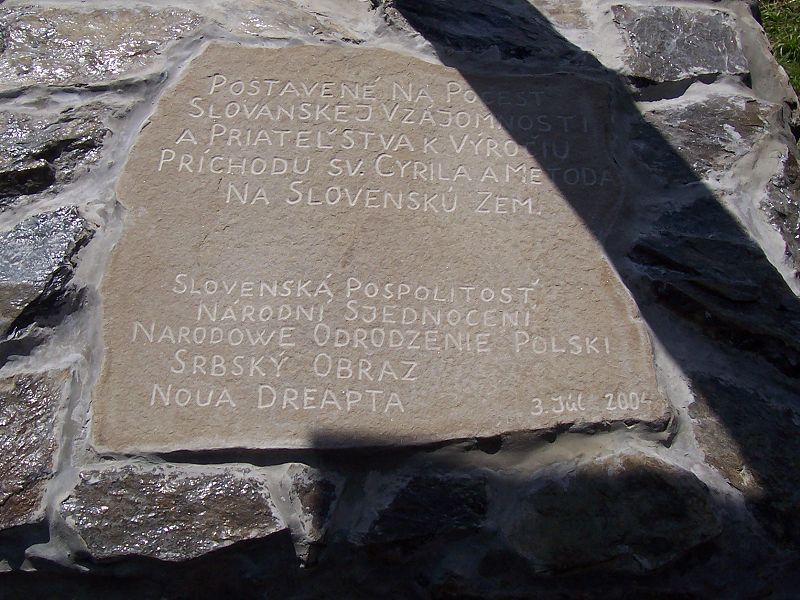 POSTAVENÉ NA POČESŤ
SLOVANSKEJ VZÁJOMNOSTI
A PRIATEĽSTVA K VÝROČIU
PRÍCHODU SV. CYRILA A METODA
NA SLOVENSKÚ ZEM.
SLOVENSKÁ POSPOLITOSŤ
NÁRODNÍ SJEDNOCENÍ
NARODOWE ODRODZENIE POLSKI
SRBSKÝ OBRAZ
NOUA DREAPTA
3. JÚL 2004